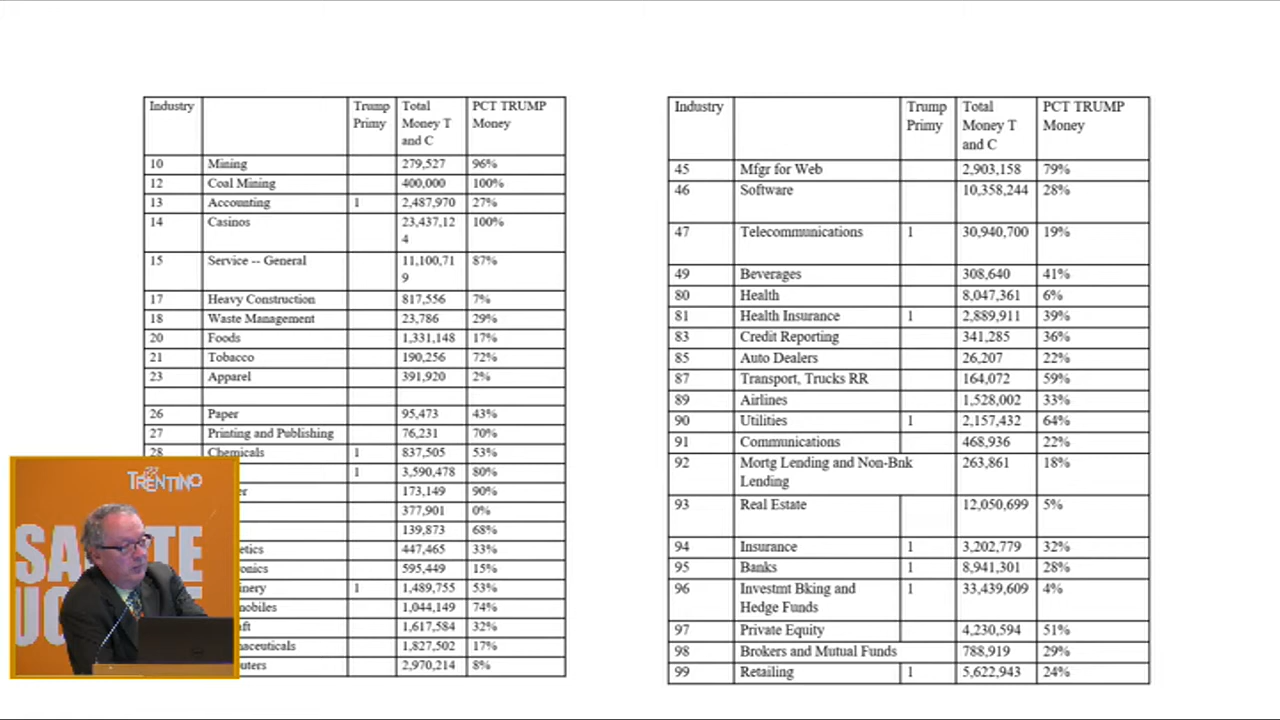 Industry Trump Primy Total Money T and C PCT TRUMP Money
10 Mining 279,527 96%
12 Coal Mining 400,000 100%
13 Accounting 1 2,487,970 27%
14 Casinos 23,437,124 100%
15 Service -- General 11,100,719 87%
17 Heavy Construction 817,556 7%
18 Waste Management 23,786 29%
20 Foods 1,331,148 17%
21 Tobacco 190,256 72%
23 Apparel 391,920 2%
26 Paper 95,473 43%
27 Printing and Publishing 76,231 70%
28 Chemicals 1 837,505 53%
1 3,590,478 80%
er 173,149 90%
377,901 0%
139,873 68%
etics 447,465 33%
onics 595,449 15%
inery 1 1,489,755 53%
nobiles 1,044,149 74%
ft 1,617,584 32%
aceuticals 1,827,502 17%
uters 2,970,214 8%
Industry Trump Primy Total Money T and C PCT TRUMP Money
45 Mfgr for Web 2,903,158 79%
46 Software 10,358,244 28%
47 Telecommunications 1 30,940,700 19%
49 Beverages 308,640 41%
80 Health 8,047,361 6%
81 Health Insurance 1 2,889,911 39%
83 Credit Reporting 341,285 36%
85 Auto Dealers 26,207 22%
87 Transport, Trucks RR 164,072 59%
89 Airlines 1,528,002 33%
90 Utilities 1 2,157,432 64%
91 Communications 468,936 22%
92 Mortg Lending and Non-Bnk Lending 263,861 18%
93 Real Estate 12,050,699 5%
94 Insurance 1 3,202,779 32%
95 Banks 1 8,941,301 28%
96 Investmt Bking and Hedge Funds 1 33,439,609 4%
97 Private Equity 4,230,594 51%
98 Brokers and Mutual Funds 788,919 29%
99 Retailing 1 5,622,943 24%
TRENTINO